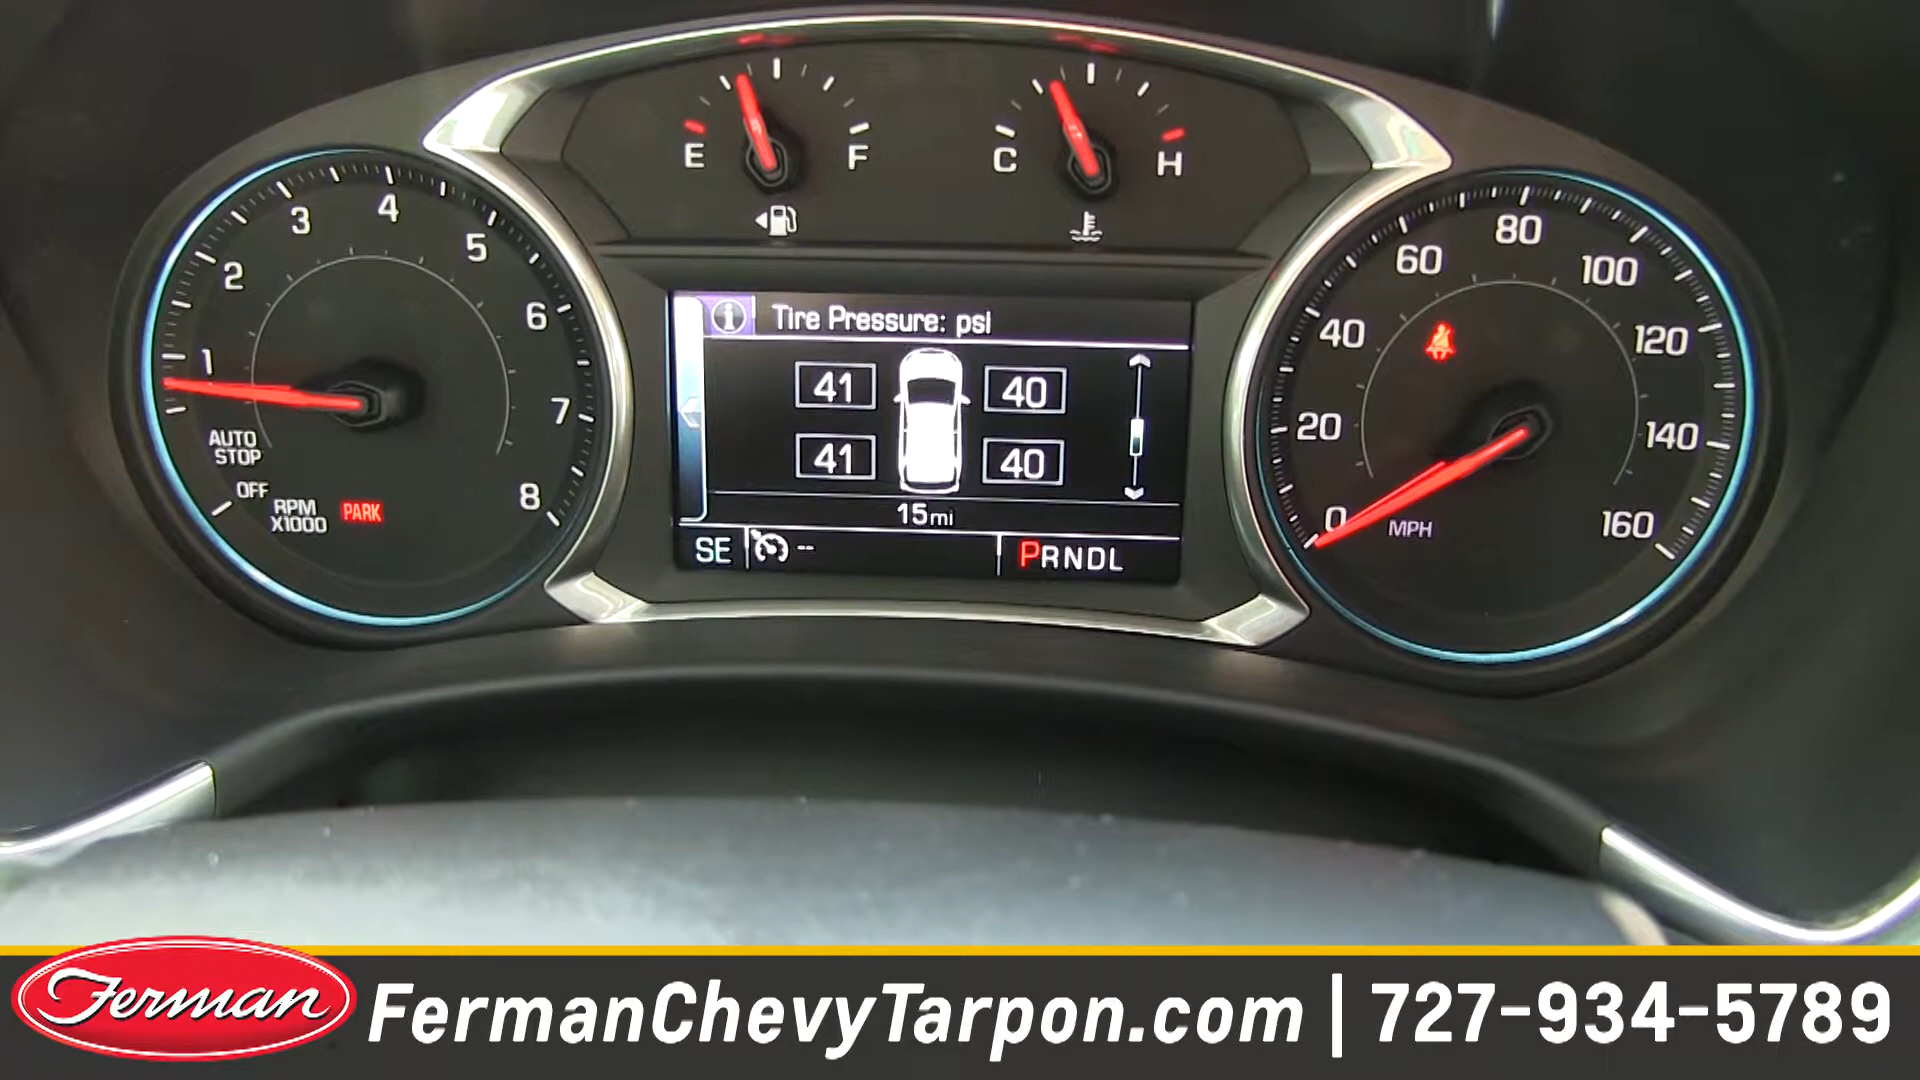 E F
C H
1 2 3 4 5 6 7 8
AUTO
STOP
OFF
RPM
X1000
PARK
i Tire Pressure: psi
41 40
41 40
15mi
SE -- PRNDL
0 20 40 60 80 100 120 140 160
MPH
Ferman FermanChevyTarpon.com | 727-934-5789